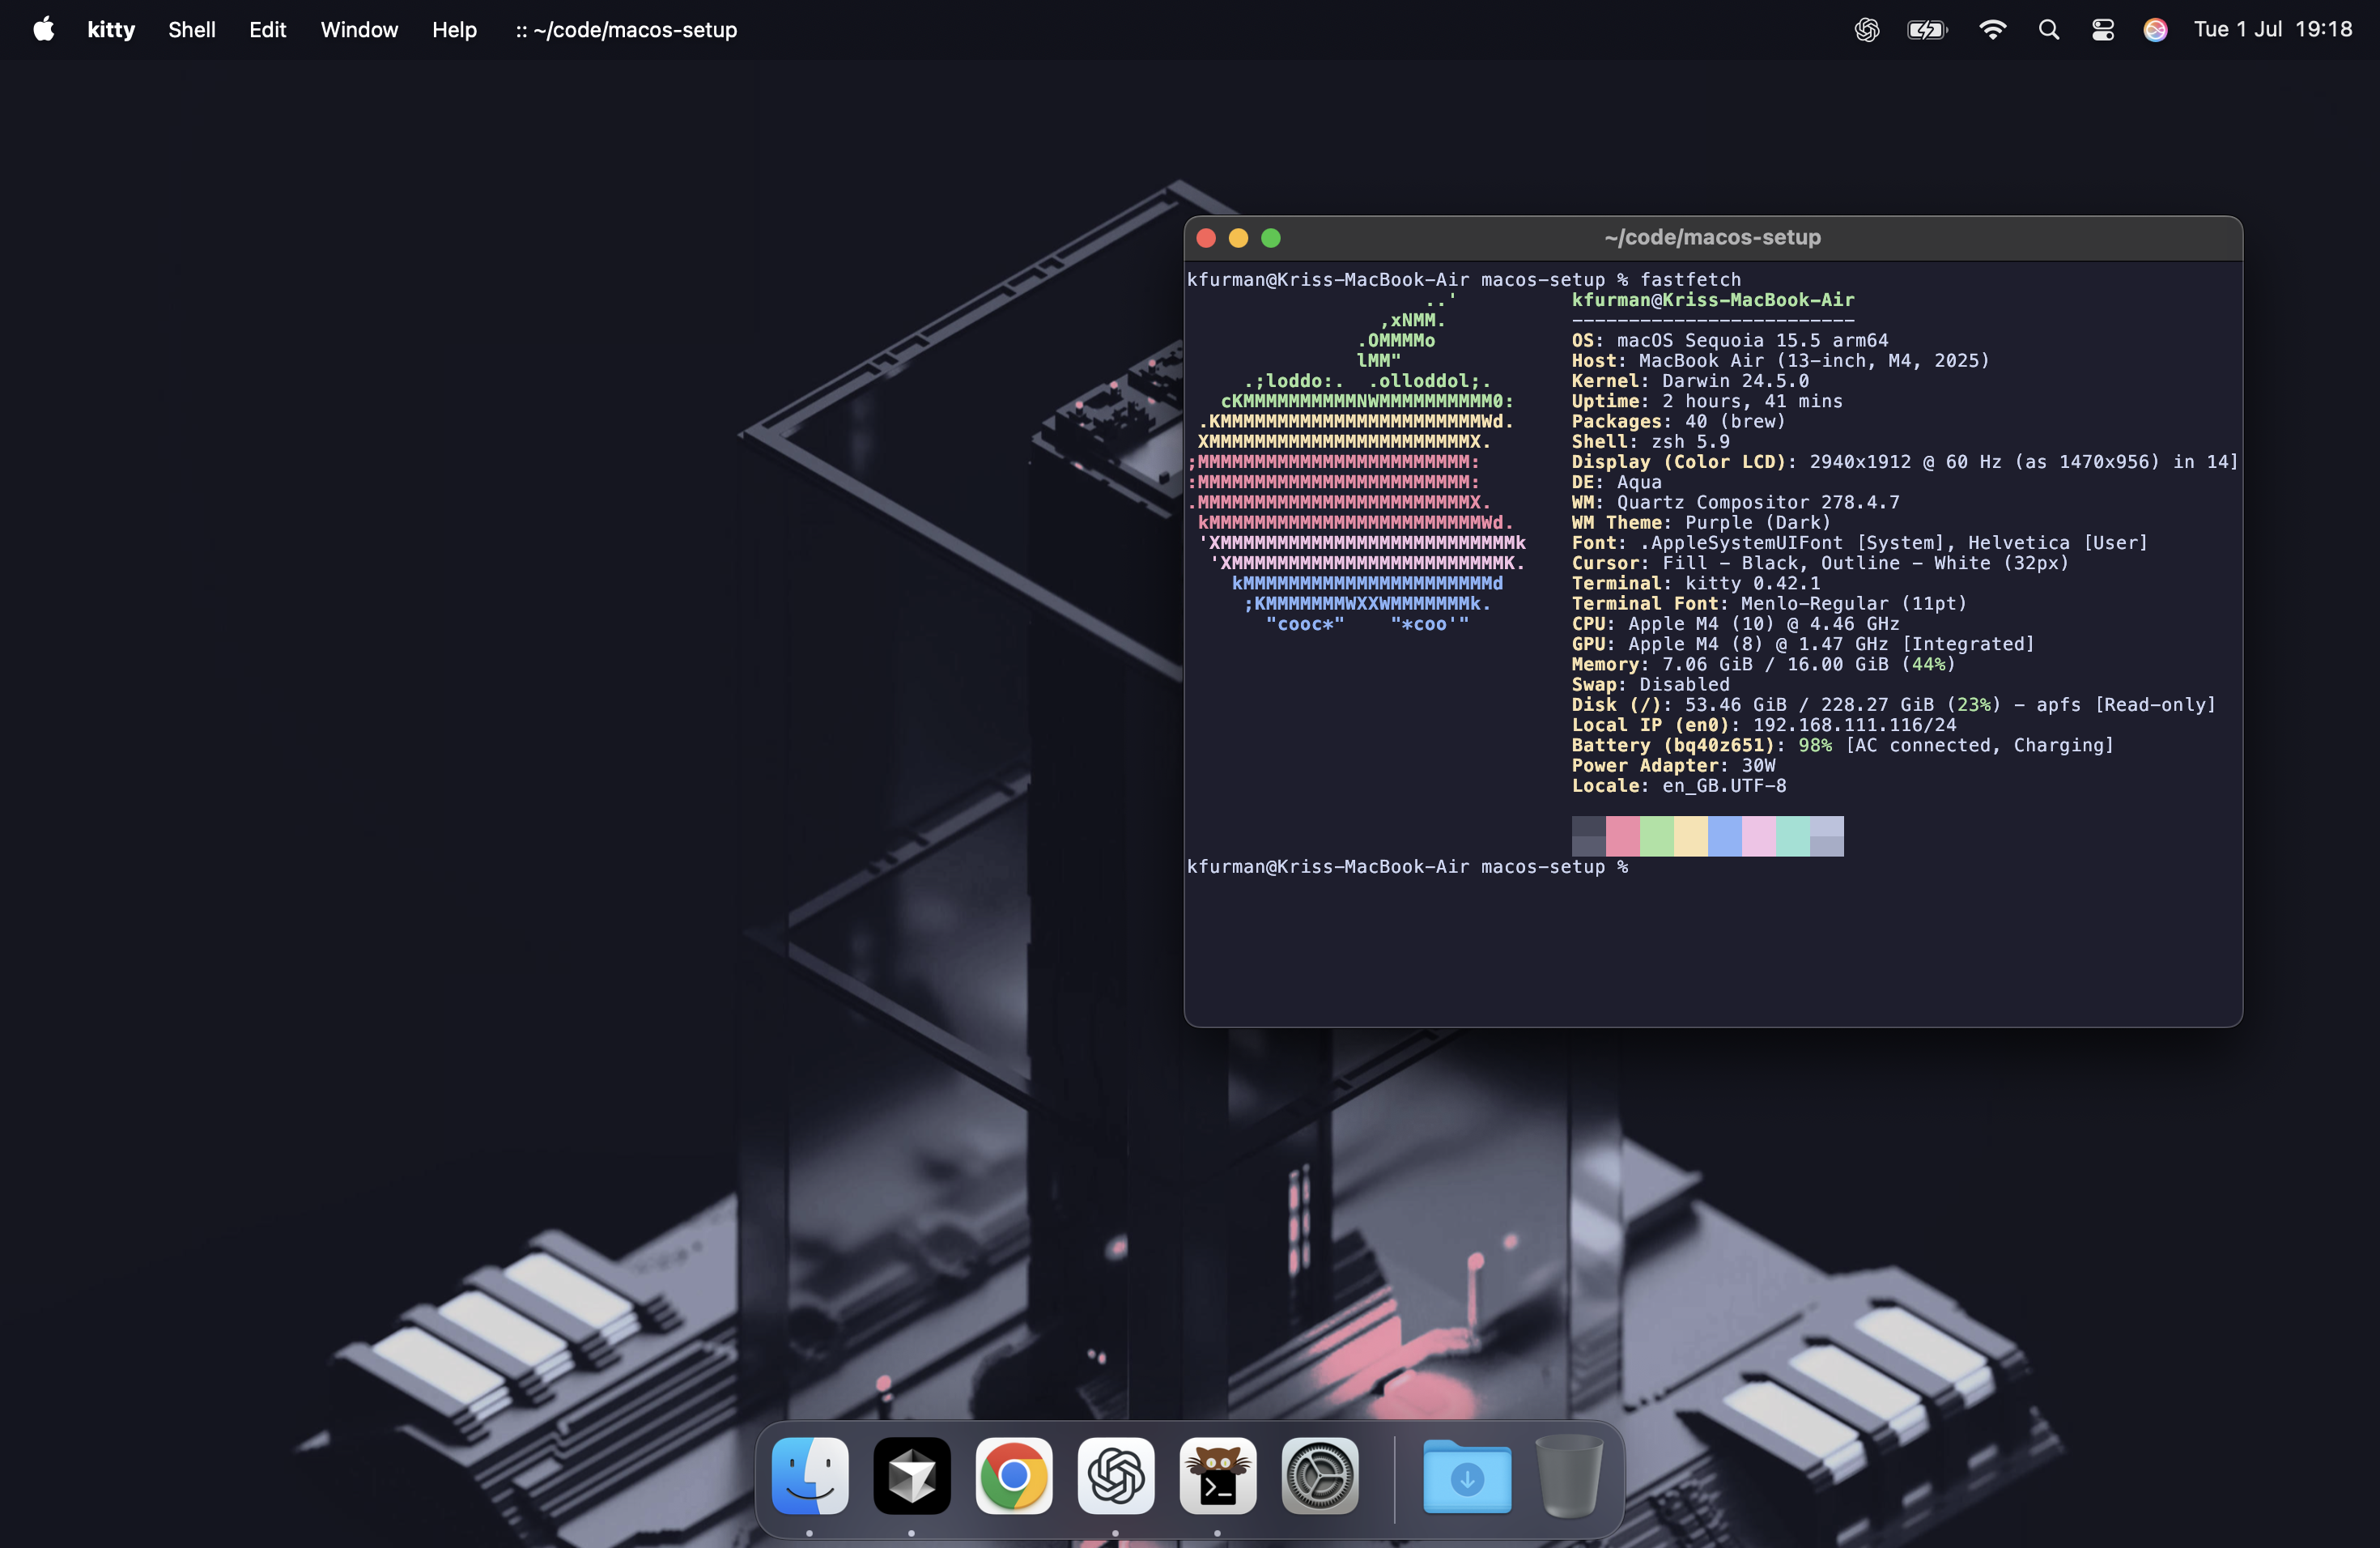 kitty Shell Edit Window Help :: ~/code/macos-setup Tue 1 Jul 19:18
~/code/macos-setup
kfurman@Kriss-MacBook-Air macos-setup % fastfetch
..' kfurman@Kriss-MacBook-Air
,xNMM. -------------------------
.OMMMMo OS: macOS Sequoia 15.5 arm64
lMM" Host: MacBook Air (13-inch, M4, 2025)
.;loddo:. .olloddol;. Kernel: Darwin 24.5.0
cKMMMMMMMMMMNWMMMMMMMMMM0: Uptime: 2 hours, 41 mins
.KMMMMMMMMMMMMMMMMMMMMMMMWd. Packages: 40 (brew)
XMMMMMMMMMMMMMMMMMMMMMMMX. Shell: zsh 5.9
;MMMMMMMMMMMMMMMMMMMMMMMM: Display (Color LCD): 2940x1912 @ 60 Hz (as 1470x956) in 14]
:MMMMMMMMMMMMMMMMMMMMMMMM: DE: Aqua
.MMMMMMMMMMMMMMMMMMMMMMMMX. WM: Quartz Compositor 278.4.7
kMMMMMMMMMMMMMMMMMMMMMMMMWd. WM Theme: Purple (Dark)
'XMMMMMMMMMMMMMMMMMMMMMMMMMMk Font: .AppleSystemUIFont [System], Helvetica [User]
'XMMMMMMMMMMMMMMMMMMMMMMMMK. Cursor: Fill - Black, Outline - White (32px)
kMMMMMMMMMMMMMMMMMMMMMMd Terminal: kitty 0.42.1
;KMMMMMMMWXXWMMMMMMMk. Terminal Font: Menlo-Regular (11pt)
"cooc*" "*coo'" CPU: Apple M4 (10) @ 4.46 GHz
GPU: Apple M4 (8) @ 1.47 GHz [Integrated]
Memory: 7.06 GiB / 16.00 GiB (44%)
Swap: Disabled
Disk (/): 53.46 GiB / 228.27 GiB (23%) - apfs [Read-only]
Local IP (en0): 192.168.111.116/24
Battery (bq40z651): 98% [AC connected, Charging]
Power Adapter: 30W
Locale: en_GB.UTF-8
kfurman@Kriss-MacBook-Air macos-setup %